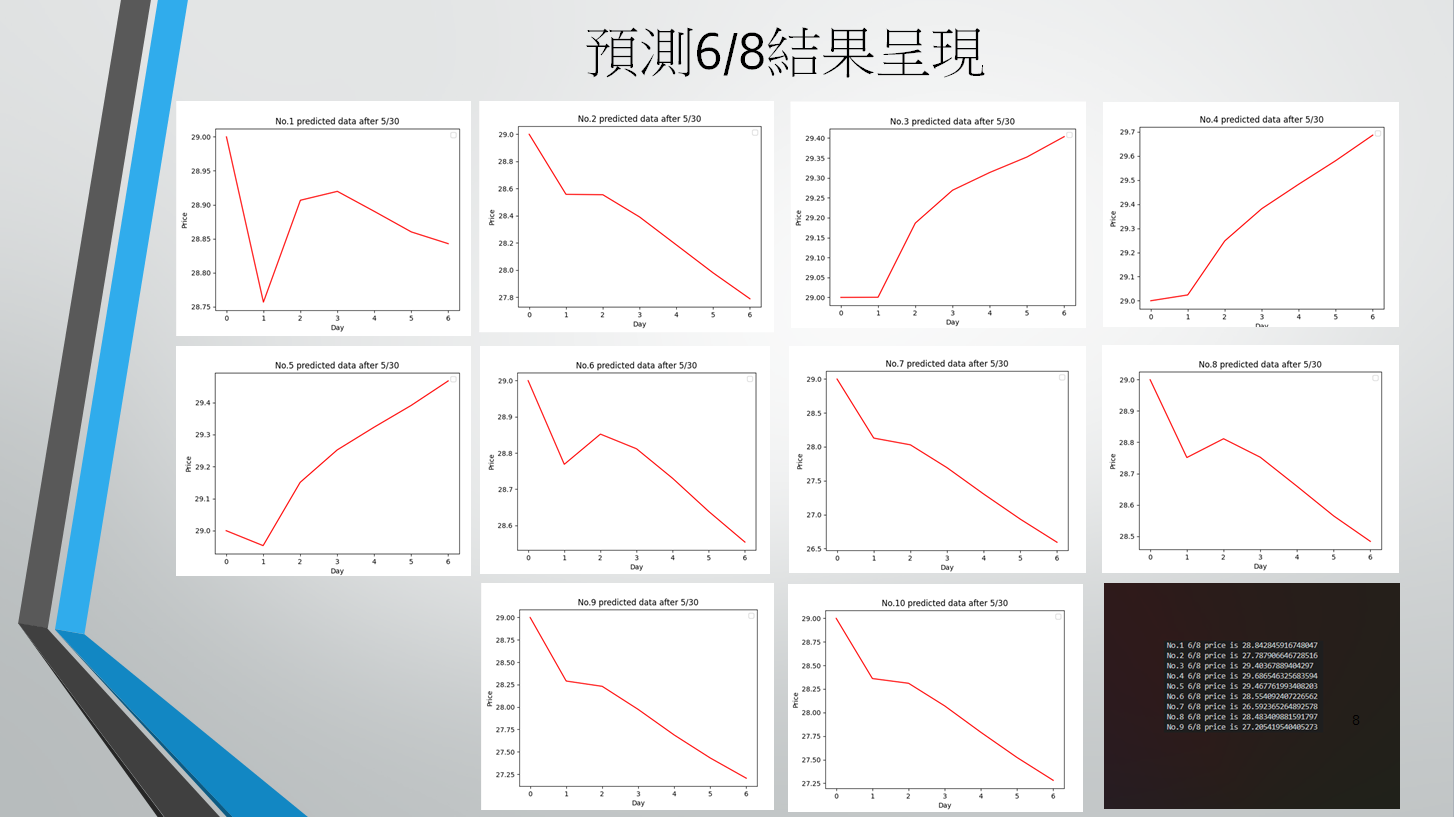 預測6/8結果呈現
No.1 predicted data after 5/30
29.00
28.95
28.90
28.85
28.80
28.75
Price
0 1 2 3 4 5 6
Day
No.2 predicted data after 5/30
29.0
28.8
28.6
28.4
28.2
28.0
27.8
Price
0 1 2 3 4 5 6
Day
No.3 predicted data after 5/30
29.40
29.35
29.30
29.25
29.20
29.15
29.10
29.05
29.00
Price
0 1 2 3 4 5 6
Day
No.4 predicted data after 5/30
29.7
29.6
29.5
29.4
29.3
29.2
29.1
29.0
Price
0 1 2 3 4 5 6
Day
No.5 predicted data after 5/30
29.4
29.3
29.2
29.1
29.0
Price
0 1 2 3 4 5 6
Day
No.6 predicted data after 5/30
29.0
28.9
28.8
28.7
28.6
Price
0 1 2 3 4 5 6
Day
No.7 predicted data after 5/30
29.0
28.5
28.0
27.5
27.0
26.5
Price
0 1 2 3 4 5 6
Day
No.8 predicted data after 5/30
29.0
28.9
28.8
28.7
28.6
28.5
Price
0 1 2 3 4 5 6
Day
No.9 predicted data after 5/30
29.00
28.75
28.50
28.25
28.00
27.75
27.50
27.25
Price
0 1 2 3 4 5 6
Day
No.10 predicted data after 5/30
29.00
28.75
28.50
28.25
28.00
27.75
27.50
27.25
Price
0 1 2 3 4 5 6
Day
No.1 6/8 price is 28.842845916748047
No.2 6/8 price is 27.787906646728516
No.3 6/8 price is 29.40367889404297
No.4 6/8 price is 29.686546325683594
No.5 6/8 price is 29.467761993408203
No.6 6/8 price is 28.554092407226562
No.7 6/8 price is 26.592365264892578
No.8 6/8 price is 28.483409881591797
No.9 6/8 price is 27.205419540405273
8